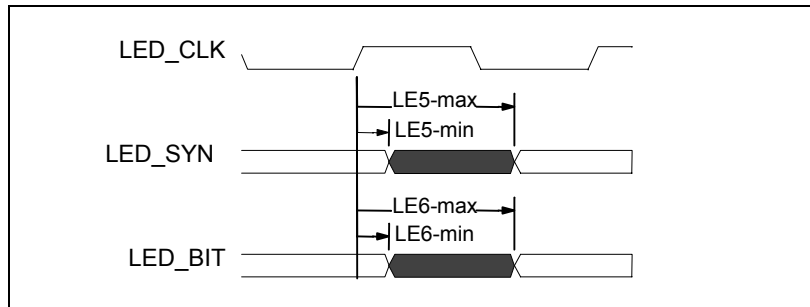 LED_CLK
LE5-max
LE5-min
LED_SYN
LE6-max
LE6-min
LED_BIT